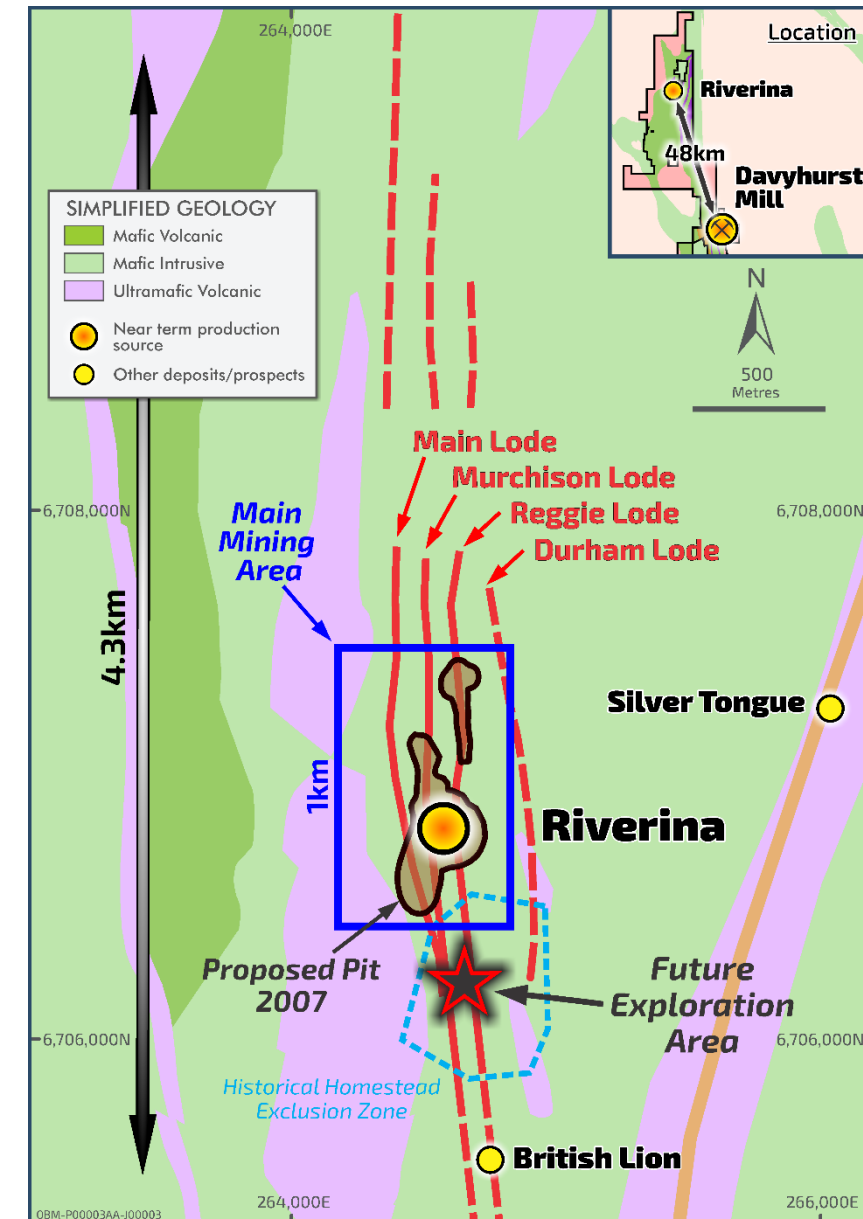 264,000E
Location
Riverina
48km
Davyhurst
Mill
SIMPLIFIED GEOLOGY
Mafic Volcanic
Mafic Intrusive
Ultramafic Volcanic
Near term production
source
Other deposits/prospects
N
500
Metres
Main Lode
Murchison Lode
Reggie Lode
Durham Lode
6,708,000N
6,708,000N
Main
Mining
Area
4.3km
1km
Silver Tongue
Riverina
Proposed Pit
2007
Future
Exploration
Area
6,706,000N
6,706,000N
Historical Homestead
Exclusion Zone
British Lion
264,000E
266,000E
OBM-P00003AA-J00003